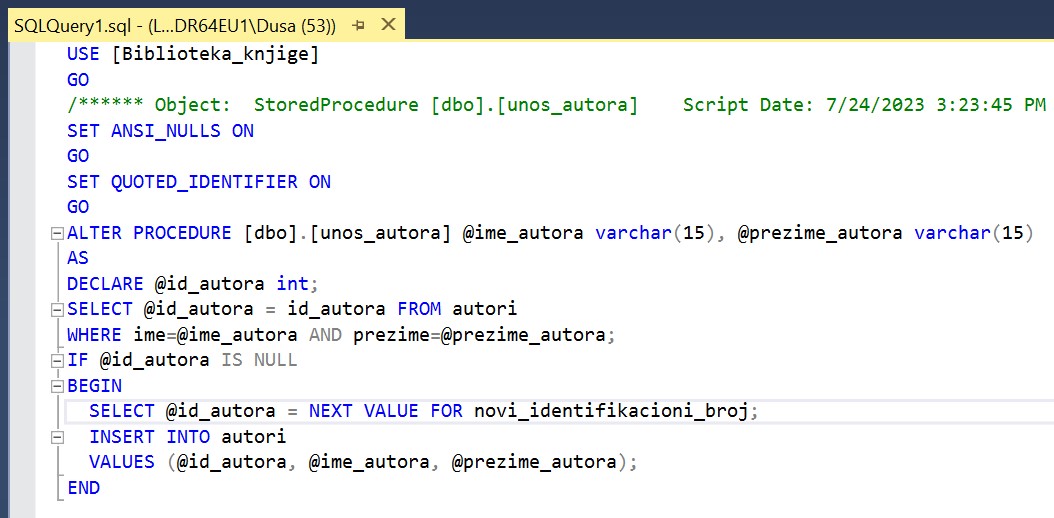 SQLQuery1.sql - (L...DR64EU1\Dusa (53))
USE [Biblioteka_knjige]
GO
/****** Object:  StoredProcedure [dbo].[unos_autora]    Script Date: 7/24/2023 3:23:45 PM
SET ANSI_NULLS ON
GO
SET QUOTED_IDENTIFIER ON
GO
ALTER PROCEDURE [dbo].[unos_autora] @ime_autora varchar(15), @prezime_autora varchar(15)
AS
DECLARE @id_autora int;
SELECT @id_autora = id_autora FROM autori
WHERE ime=@ime_autora AND prezime=@prezime_autora;
IF @id_autora IS NULL
BEGIN
  SELECT @id_autora = NEXT VALUE FOR novi_identifikacioni_broj;
  INSERT INTO autori
  VALUES (@id_autora, @ime_autora, @prezime_autora);
END